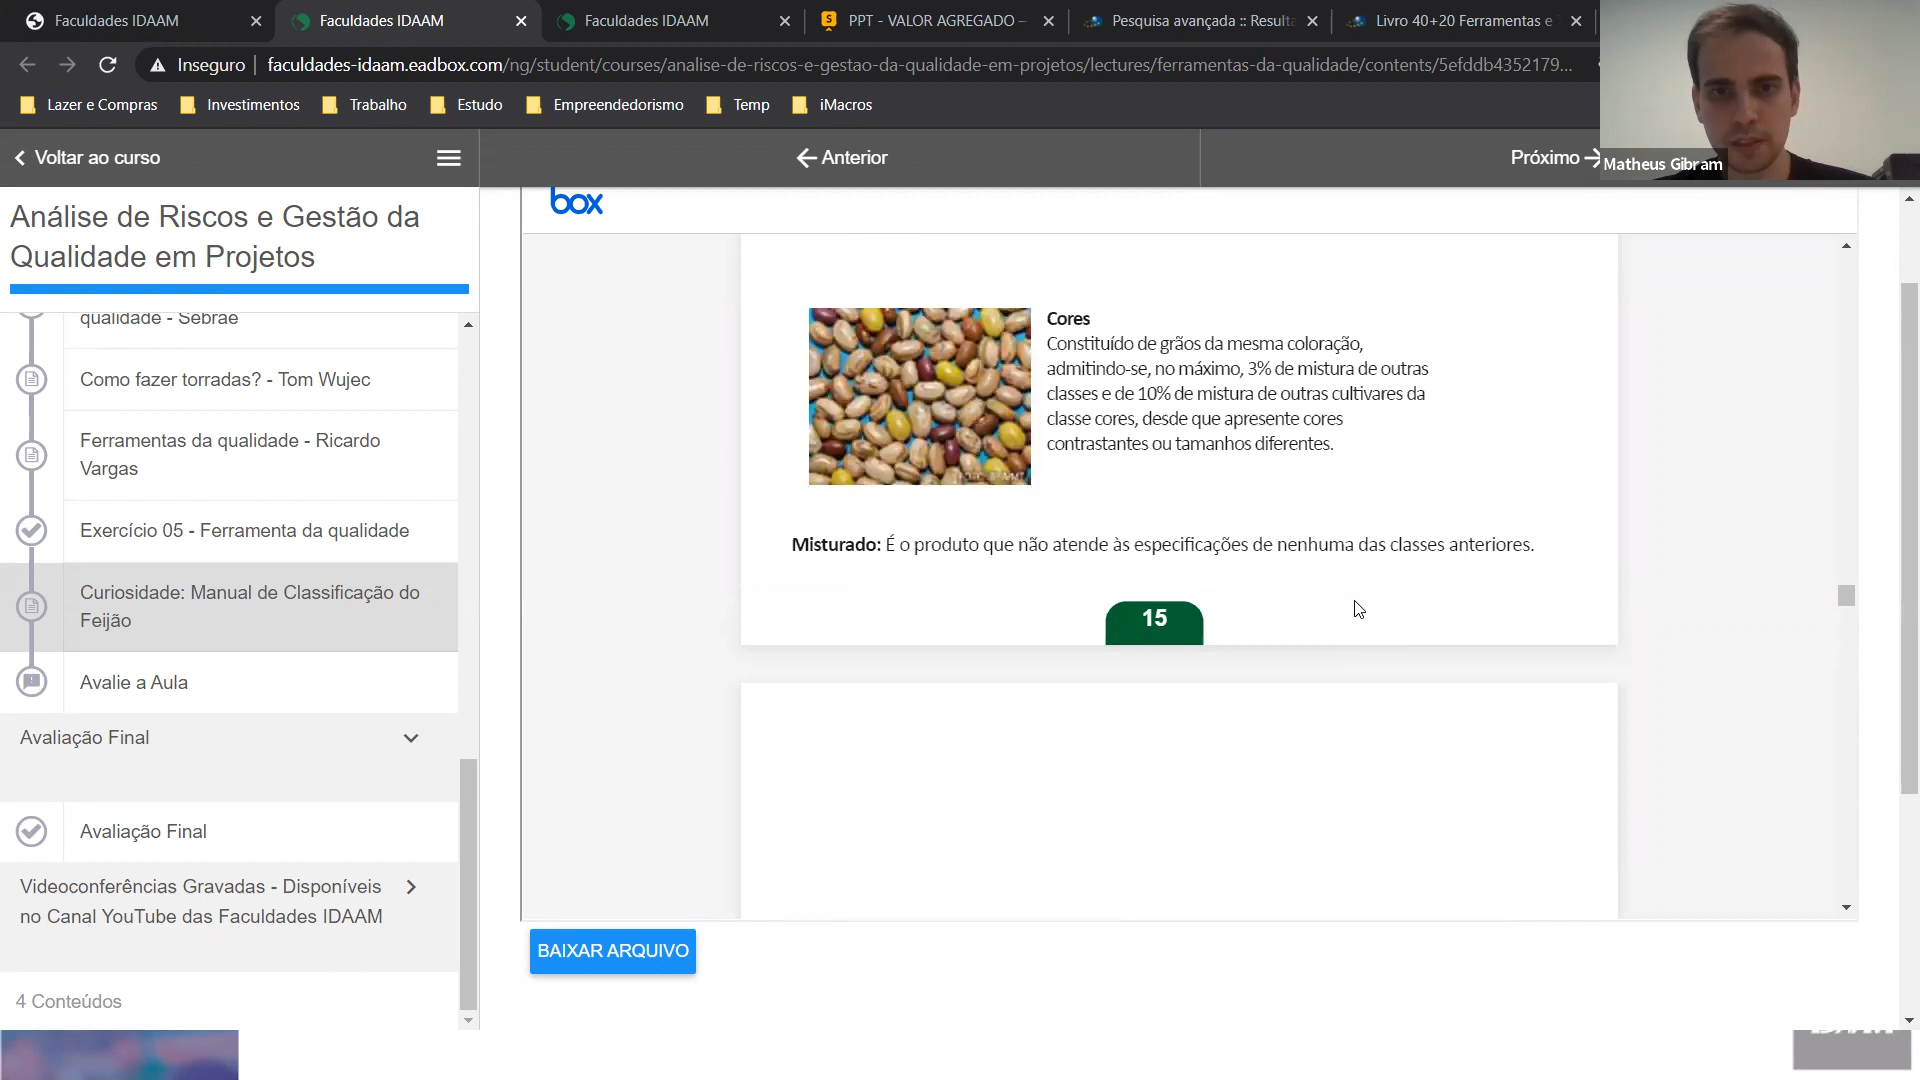 Faculdades IDAAM
Faculdades IDAAM
Faculdades IDAAM
PPT - VALOR AGREGADO –
Pesquisa avançada :: Resulta
Livro 40+20 Ferramentas e
Inseguro
faculdades-idaam.eadbox.com/ng/student/courses/analise-de-riscos-e-gestao-da-qualidade-em-projetos/lectures/ferramentas-da-qualidade/contents/5efddb4352179...
Lazer e Compras
Investimentos
Trabalho
Estudo
Empreendedorismo
Temp
iMacros
Matheus Gibram
Voltar ao curso
Anterior
Próximo
Análise de Riscos e Gestão da
Qualidade em Projetos
qualidade - Sebrae
Como fazer torradas? - Tom Wujec
Ferramentas da qualidade - Ricardo
Vargas
Exercício 05 - Ferramenta da qualidade
Curiosidade: Manual de Classificação do
Feijão
Avalie a Aula
Avaliação Final
Avaliação Final
Videoconferências Gravadas - Disponíveis
no Canal YouTube das Faculdades IDAAM
4 Conteúdos
box
Cores
Constituído de grãos da mesma coloração,
admitindo-se, no máximo, 3% de mistura de outras
classes e de 10% de mistura de outras cultivares da
classe cores, desde que apresente cores
contrastantes ou tamanhos diferentes.
Misturado: É o produto que não atende às especificações de nenhuma das classes anteriores.
15
BAIXAR ARQUIVO